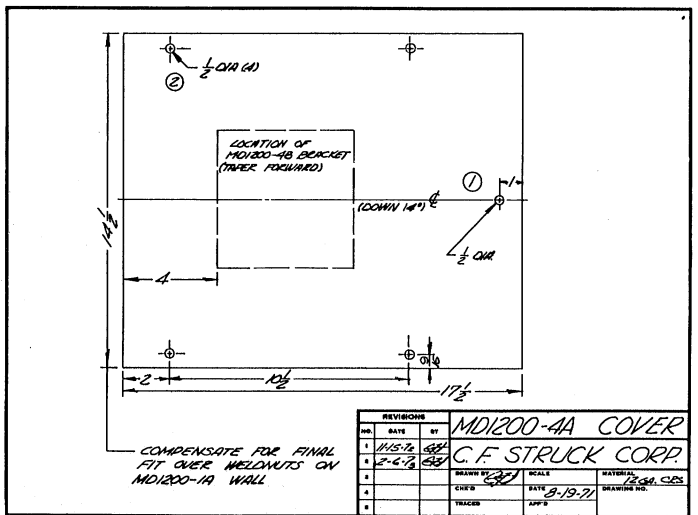 1/2 DIA (4)
2
LOCATION OF
MD1200-4B BRACKET
(TAPER FORWARD)
1
1
(DOWN 14°) ℄
14 1/2
1/2 DIA.
4
2
10 1/2
17 1/2
COMPENSATE FOR FINAL
FIT OVER WELDNUTS ON
MD1200-1A WALL
REVISIONS
NO. DATE BY
1 11-15-72
2 2-6-73
3
4
5
MD1200-4A COVER
C.F. STRUCK CORP.
DRAWN BY
SCALE
MATERIAL 12 GA. CRS
CHK'D
DATE 8-19-71
DRAWING NO.
TRACED
APP'D